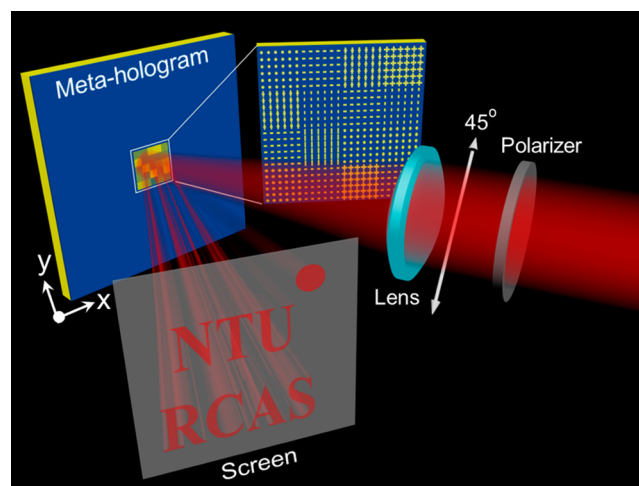 Meta-hologram
45°
Polarizer
Lens
y
x
NTU
RCAS
Screen